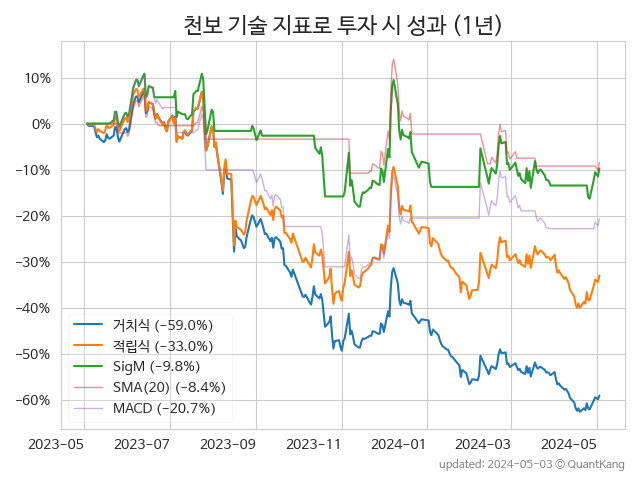 천보 기술 지표로 투자 시 성과 (1년)
10%
0%
−10%
−20%
−30%
−40%
−50%
−60%
거치식 (−59.0%)
적립식 (−33.0%)
SigM (−9.8%)
SMA(20) (−8.4%)
MACD (−20.7%)
2023-05 2023-07 2023-09 2023-11 2024-01 2024-03 2024-05
updated: 2024-05-03 © QuantKang